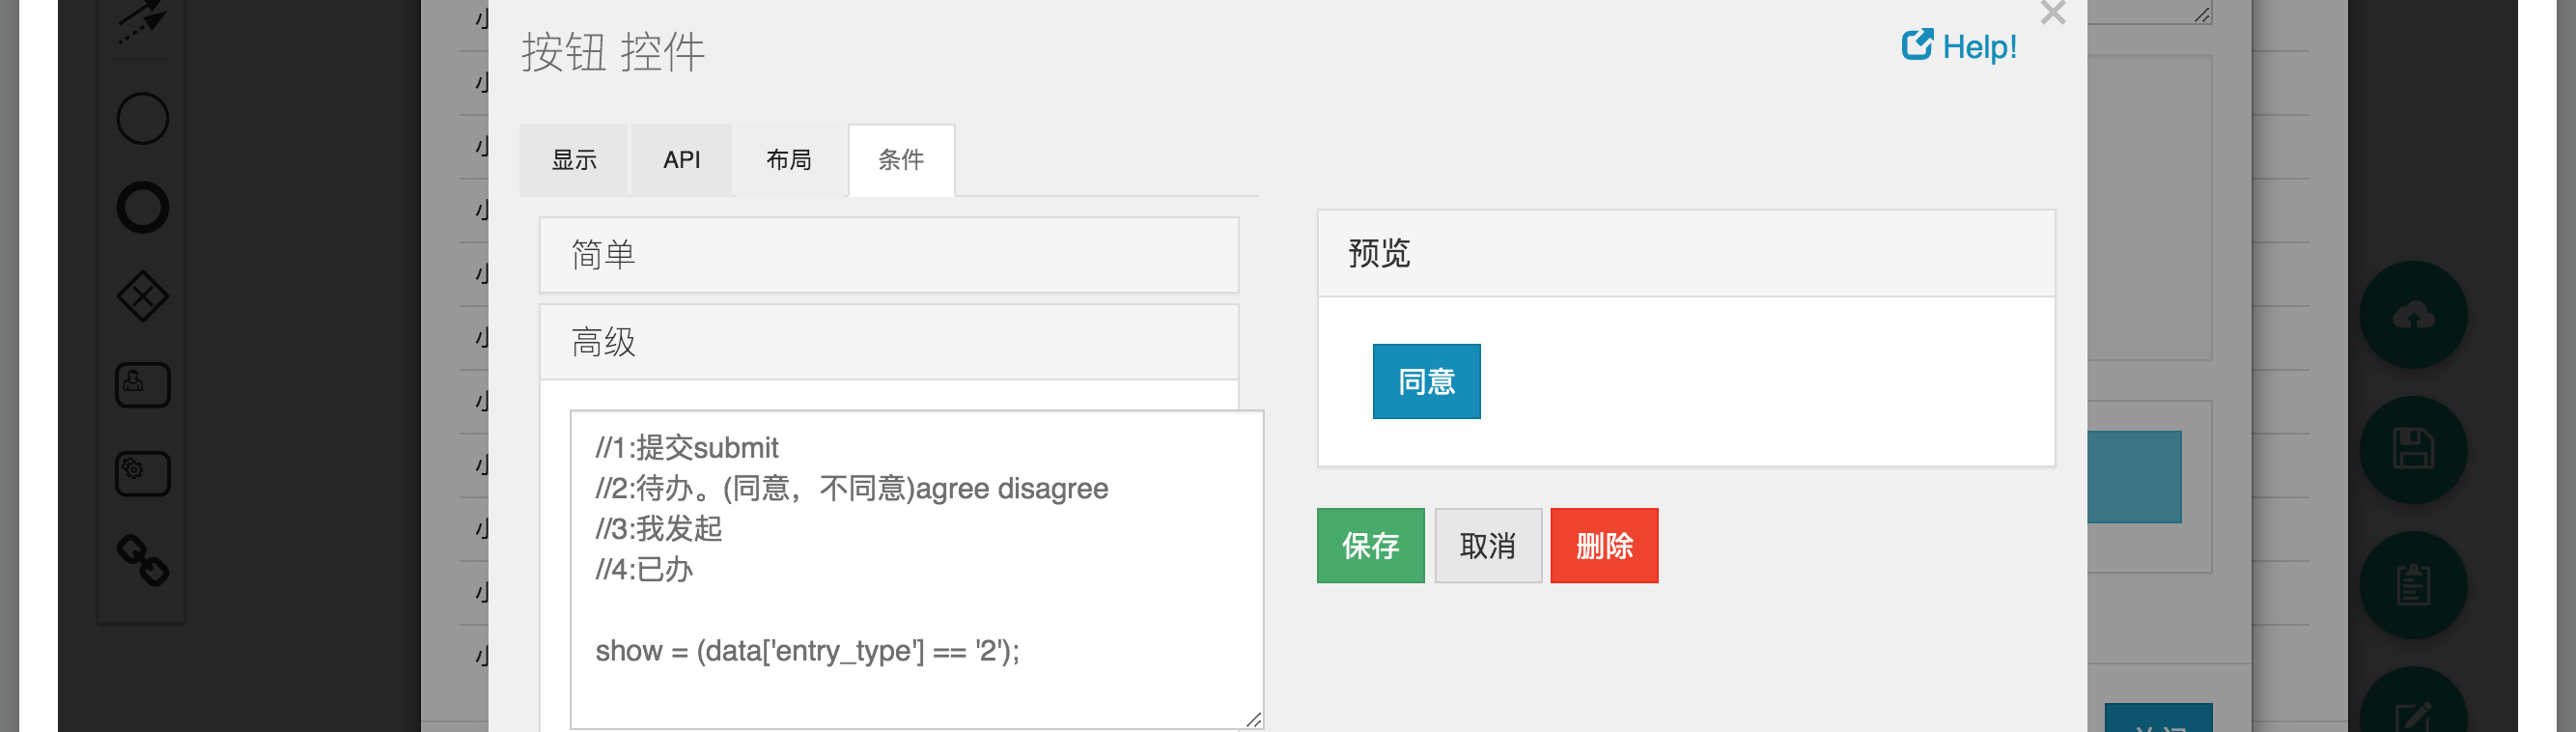 按钮 控件
Help!
显示
API
布局
条件
简单
高级
//1:提交submit
//2:待办。(同意，不同意)agree disagree
//3:我发起
//4:已办
show = (data['entry_type'] == '2');
预览
同意
保存
取消
删除